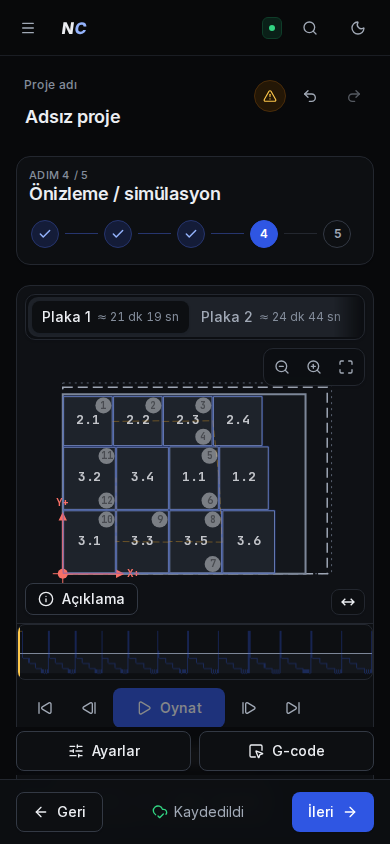 NC
Proje adı
Adsız proje
ADIM 4 / 5
Önizleme / simülasyon
4
5
Plaka 1 ≈ 21 dk 19 sn
Plaka 2 ≈ 24 dk 44 sn
1 2 3
2.1 2.2 2.3 2.4
4
11 5
3.2 3.4 1.1 1.2
12 6
Y+
10 9 8
3.1 3.3 3.5 3.6
7
X+
Açıklama
Oynat
Ayarlar
G-code
Geri
Kaydedildi
İleri